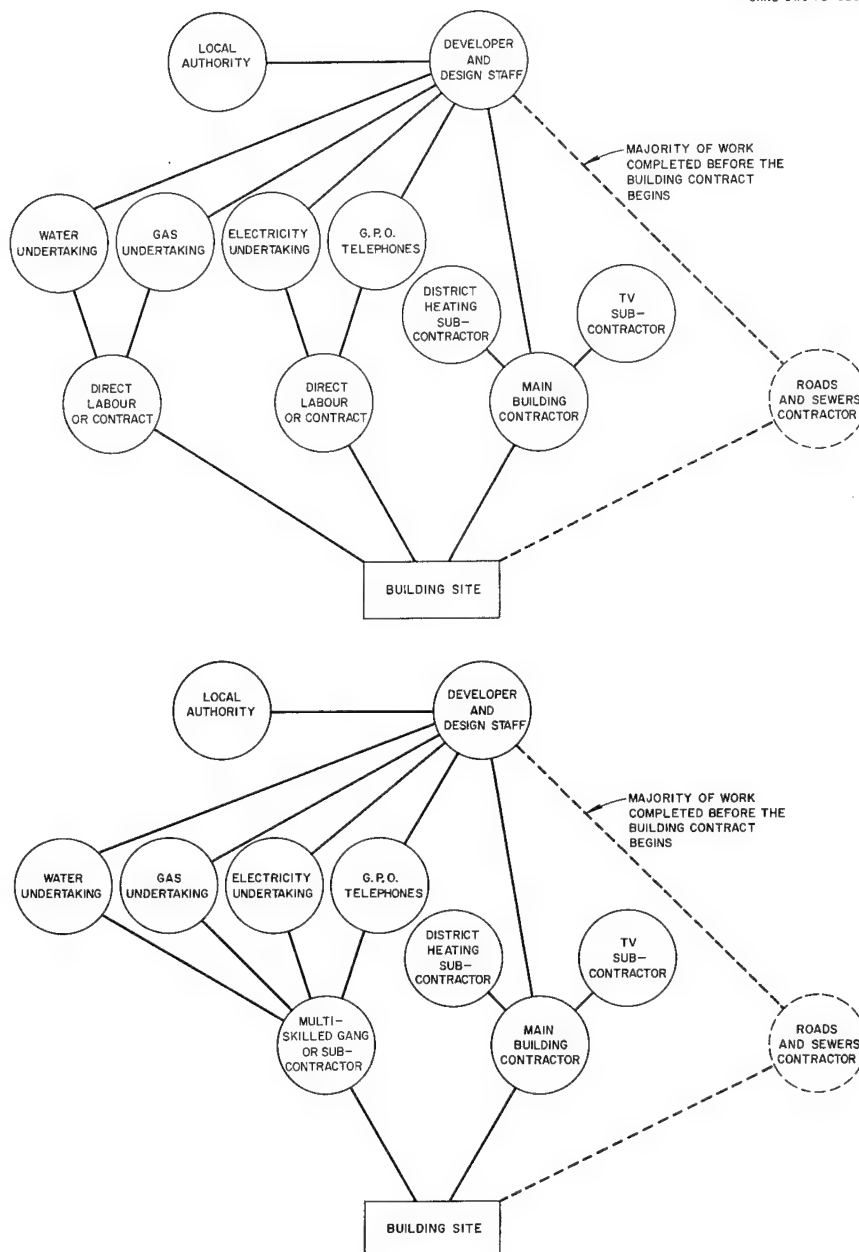 LOCAL
AUTHORITY
DEVELOPER
AND
DESIGN STAFF
MAJORITY OF WORK
COMPLETED BEFORE THE
BUILDING CONTRACT
BEGINS
WATER
UNDERTAKING
GAS
UNDERTAKING
ELECTRICITY
UNDERTAKING
G.P.O.
TELEPHONES
DISTRICT
HEATING
SUB–
CONTRACTOR
TV
SUB–
CONTRACTOR
DIRECT
LABOUR
OR CONTRACT
DIRECT
LABOUR
OR CONTRACT
MAIN
BUILDING
CONTRACTOR
ROADS
AND SEWERS
CONTRACTOR
BUILDING SITE
LOCAL
AUTHORITY
DEVELOPER
AND
DESIGN STAFF
MAJORITY OF WORK
COMPLETED BEFORE THE
BUILDING CONTRACT
BEGINS
WATER
UNDERTAKING
GAS
UNDERTAKING
ELECTRICITY
UNDERTAKING
G.P.O.
TELEPHONES
DISTRICT
HEATING
SUB–
CONTRACTOR
TV
SUB–
CONTRACTOR
MULTI–
SKILLED GANG
OR SUB-
CONTRACTOR
MAIN
BUILDING
CONTRACTOR
ROADS
AND SEWERS
CONTRACTOR
BUILDING SITE